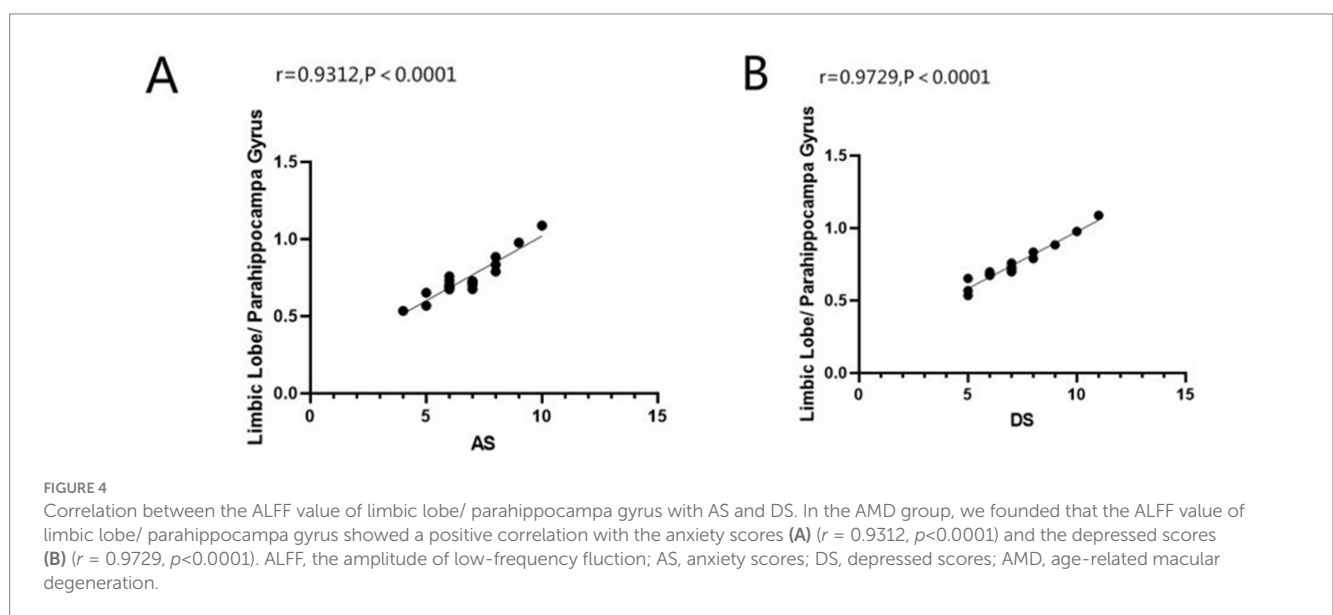 A
r=0.9312,P < 0.0001
Limbic Lobe/ Parahippocampa Gyrus
1.5
1.0
0.5
0.0
0
5
10
15
AS
B
r=0.9729,P < 0.0001
Limbic Lobe/ Parahippocampa Gyrus
1.5
1.0
0.5
0.0
0
5
10
15
DS
FIGURE 4
Correlation between the ALFF value of limbic lobe/ parahippocampa gyrus with AS and DS. In the AMD group, we founded that the ALFF value of
limbic lobe/ parahippocampa gyrus showed a positive correlation with the anxiety scores (A) (r = 0.9312, p<0.0001) and the depressed scores
(B) (r = 0.9729, p<0.0001). ALFF, the amplitude of low-frequency fluction; AS, anxiety scores; DS, depressed scores; AMD, age-related macular
degeneration.